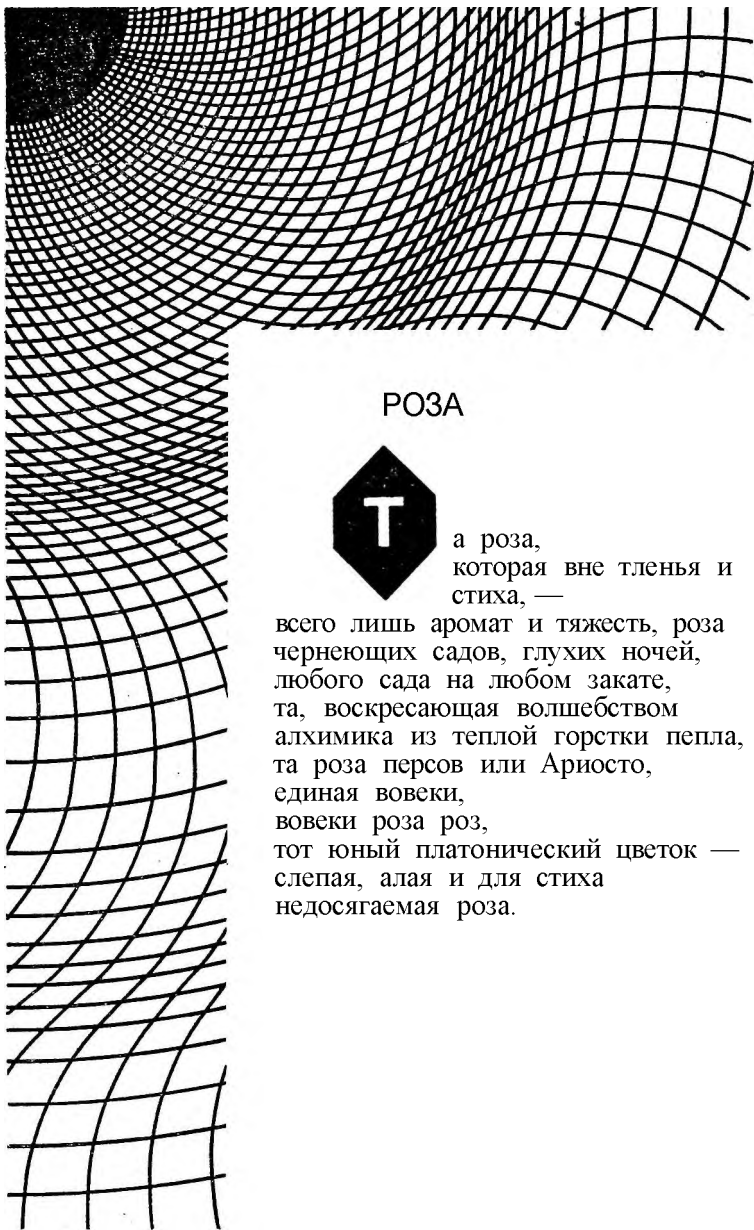 РОЗА
Та роза,
которая вне тленья и
стиха, —
всего лишь аромат и тяжесть, роза
чернеющих садов, глухих ночей,
любого сада на любом закате,
та, воскресающая волшебством
алхимика из теплой горстки пепла,
та роза персов или Ариосто,
единая вовеки,
вовеки роза роз,
тот юный платонический цветок —
слепая, алая и для стиха
недосягаемая роза.